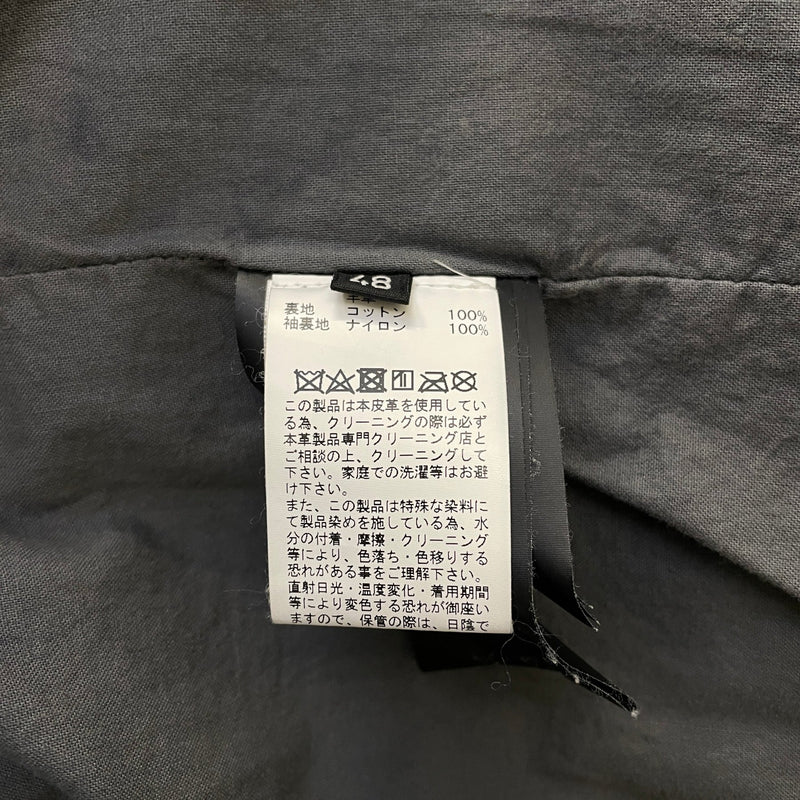 48
裏地 コットン 100%
袖裏地 ナイロン 100%
この製品は本皮革を使用してい
る為、クリーニングの際は必ず
本革製品専門クリーニング店と
ご相談の上、クリーニングして
下さい。家庭での洗濯等はお避
け下さい。
また、この製品は特殊な染料に
て製品染めを施している為、水
分の付着・摩擦・クリーニング
等により、色落ち・色移りする
恐れがある事をご理解下さい。
直射日光・温度変化・着用期間
等により変色する恐れが御座い
ますので、保管の際は、日陰で